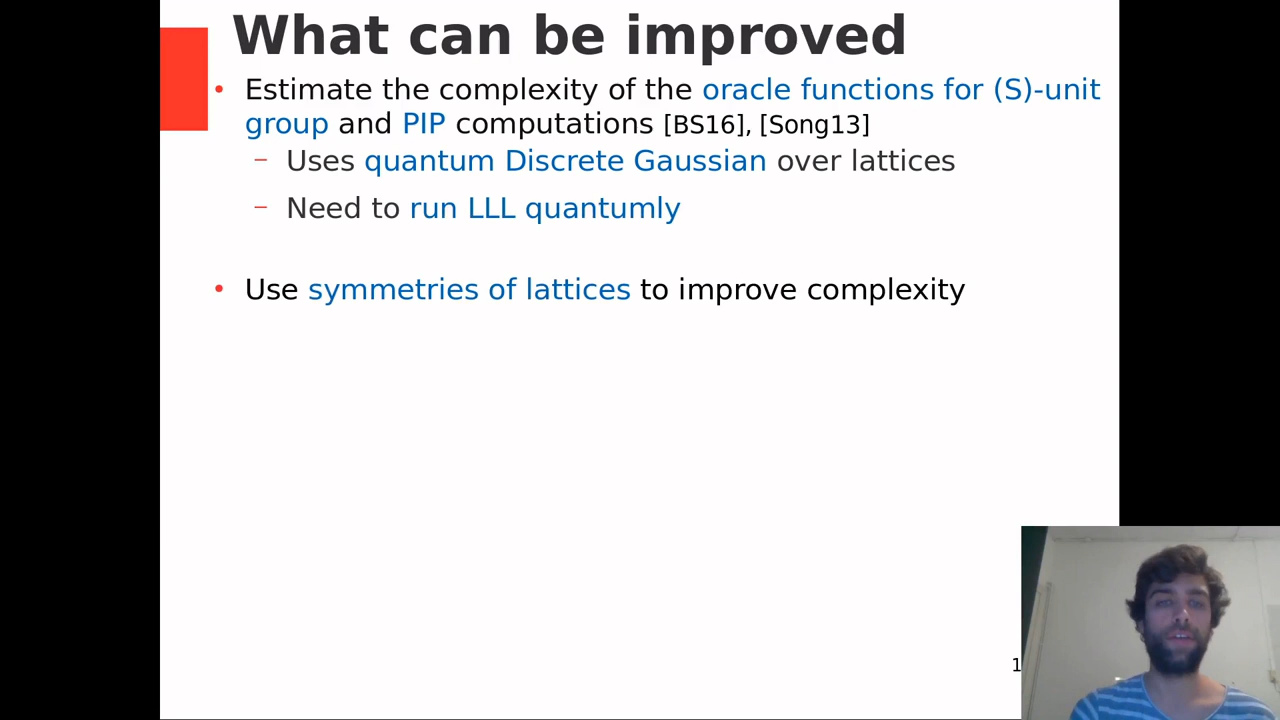 What can be improved
• Estimate the complexity of the oracle functions for (S)-unit
group and PIP computations [BS16], [Song13]
– Uses quantum Discrete Gaussian over lattices
– Need to run LLL quantumly
• Use symmetries of lattices to improve complexity